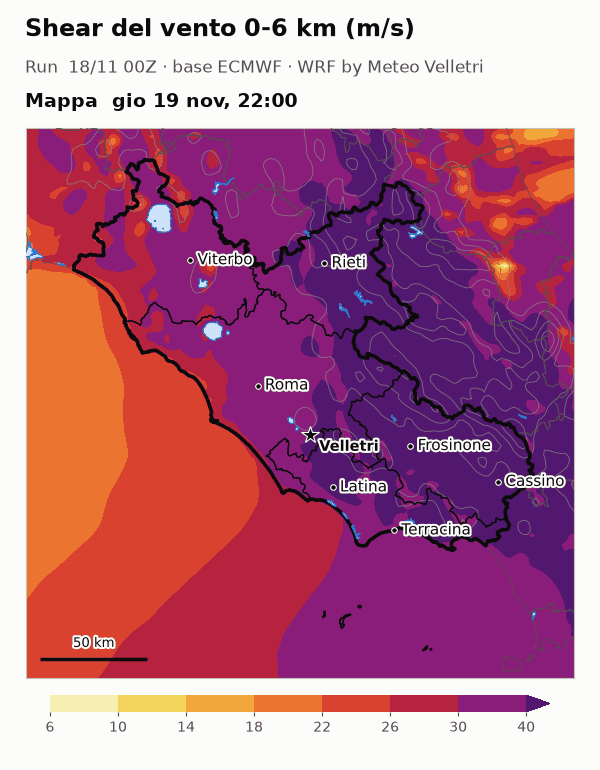 Shear del vento 0-6 km (m/s)
Run 18/11 00Z · base ECMWF · WRF by Meteo Velletri
Mappa gio 19 nov, 22:00
Viterbo
Rieti
Roma
Velletri
Frosinone
Latina
Cassino
Terracina
50 km
6 10 14 18 22 26 30 40